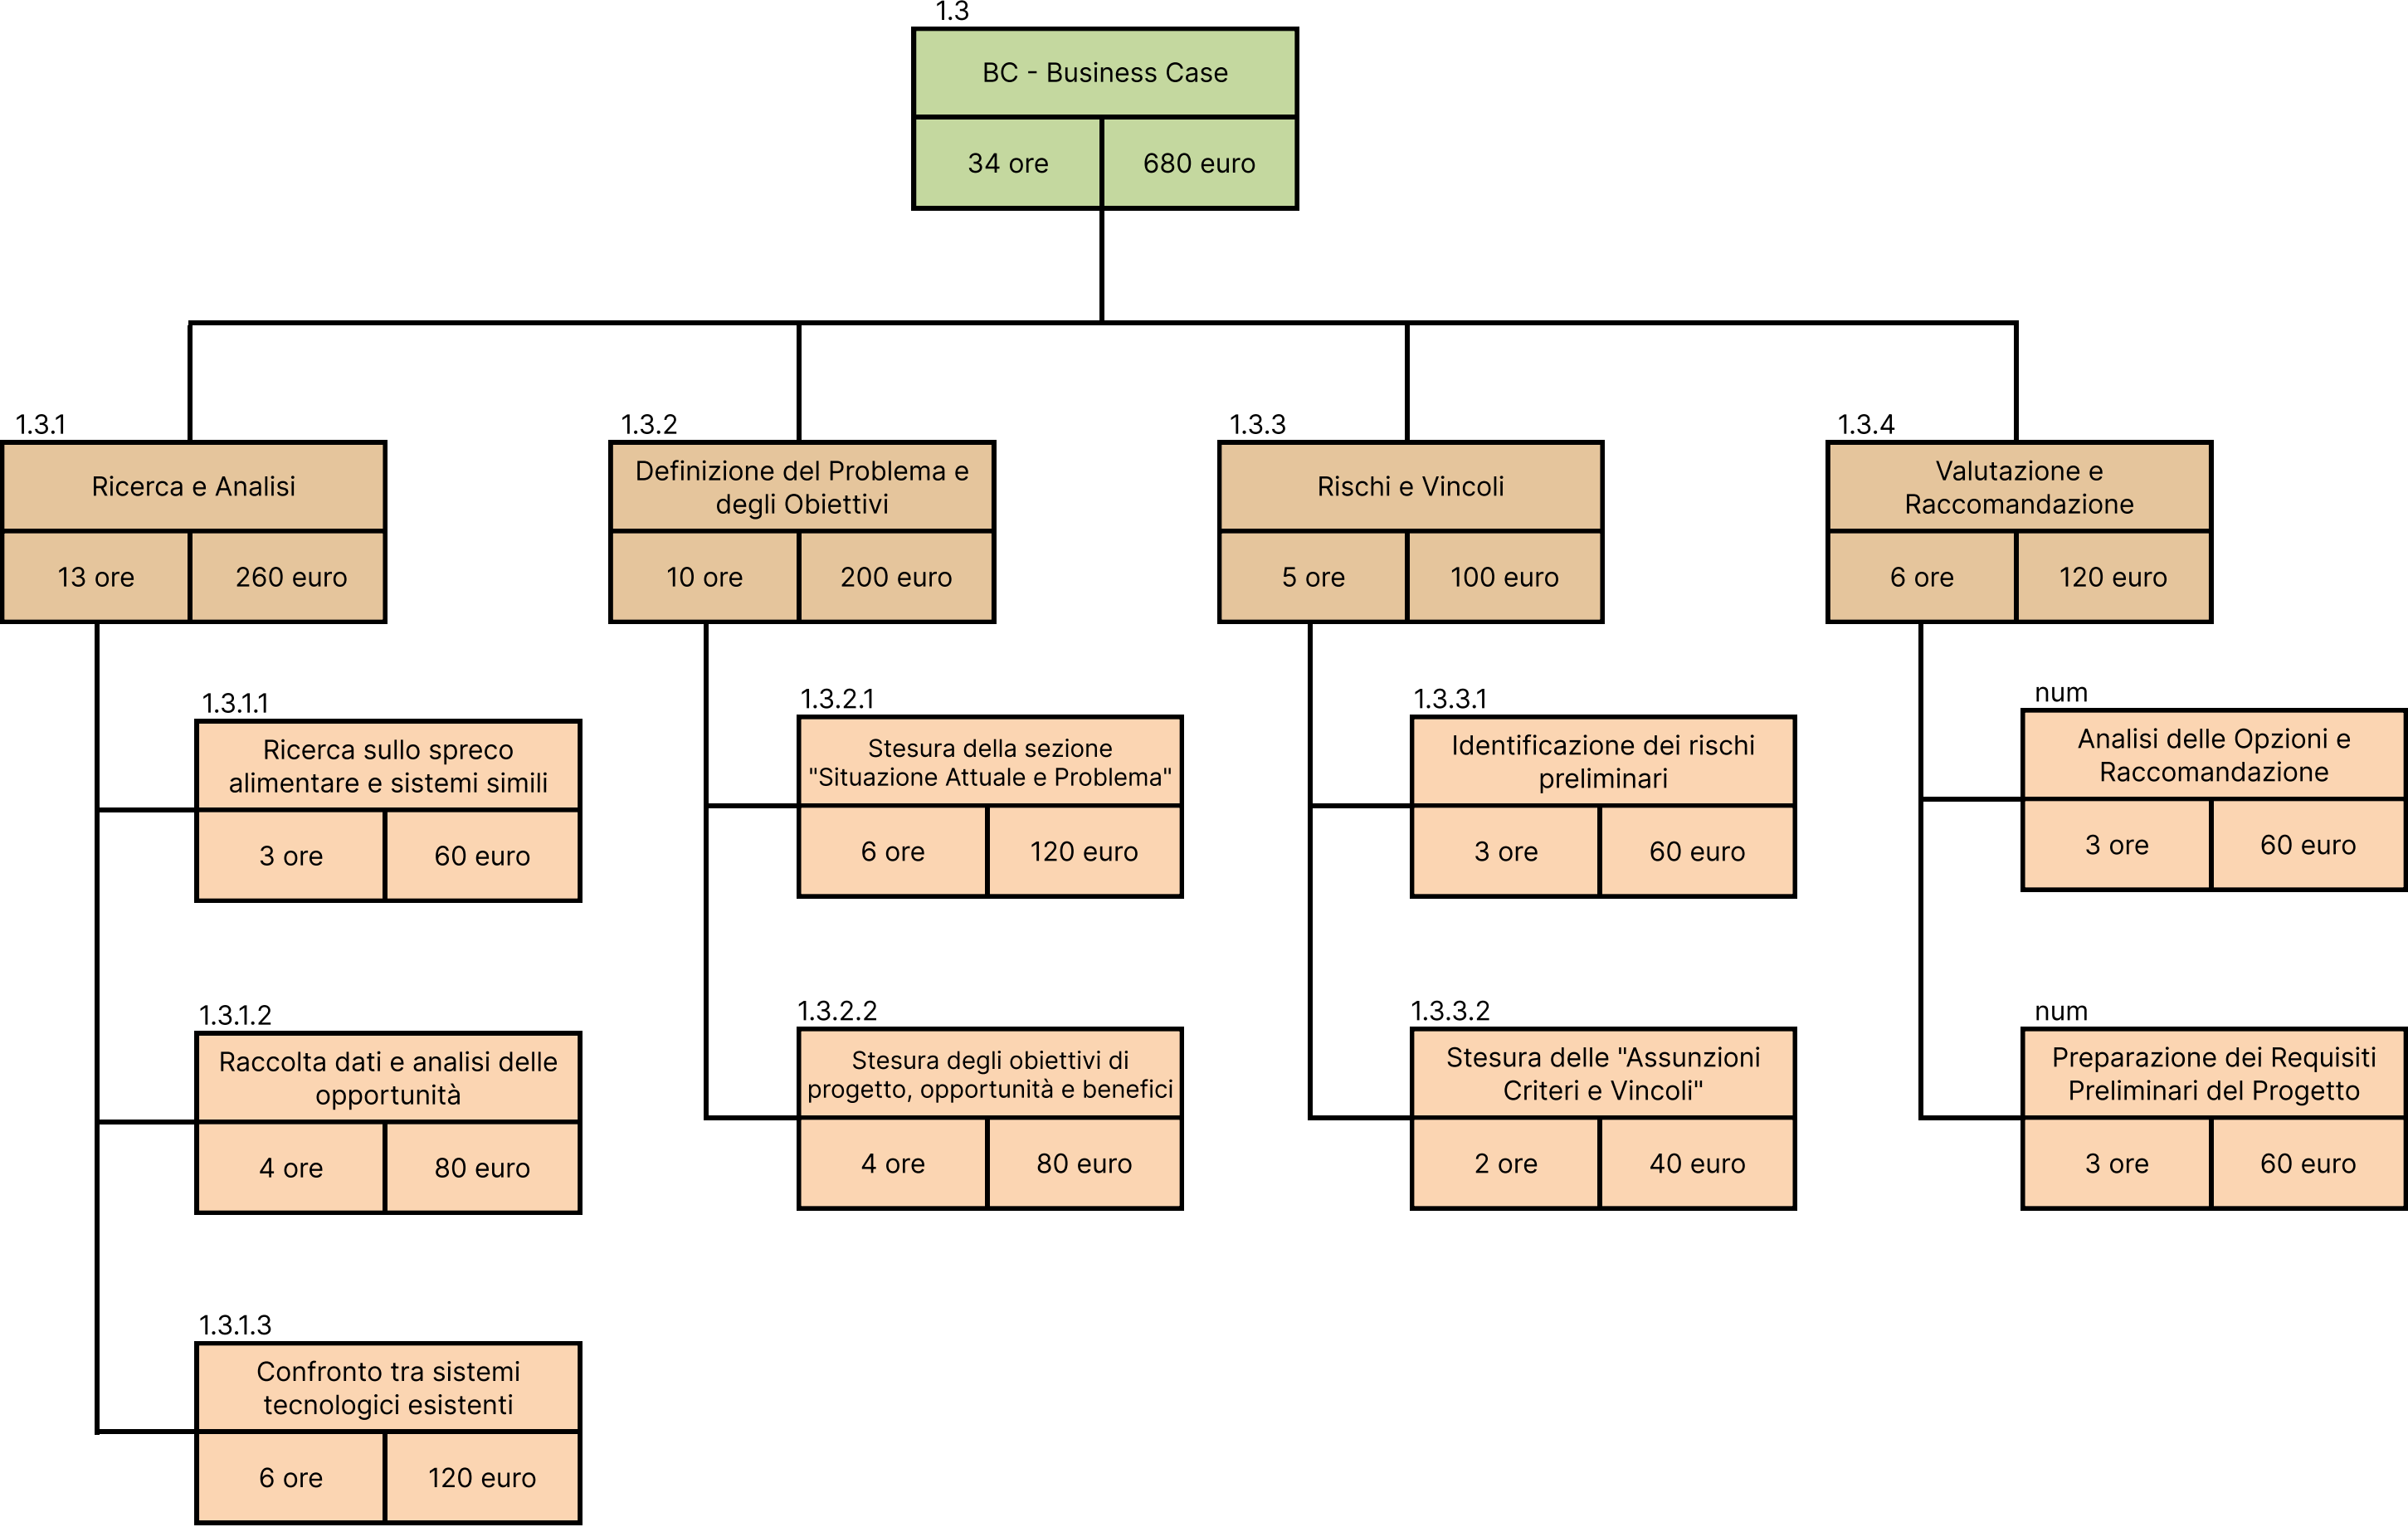 1.3
BC - Business Case
34 ore
680 euro
1.3.1
Ricerca e Analisi
13 ore
260 euro
1.3.2
Definizione del Problema e
degli Obiettivi
10 ore
200 euro
1.3.3
Rischi e Vincoli
5 ore
100 euro
1.3.4
Valutazione e
Raccomandazione
6 ore
120 euro
1.3.1.1
Ricerca sullo spreco
alimentare e sistemi simili
3 ore
60 euro
1.3.1.2
Raccolta dati e analisi delle
opportunità
4 ore
80 euro
1.3.1.3
Confronto tra sistemi
tecnologici esistenti
6 ore
120 euro
1.3.2.1
Stesura della sezione
"Situazione Attuale e Problema"
6 ore
120 euro
1.3.2.2
Stesura degli obiettivi di
progetto, opportunità e benefici
4 ore
80 euro
1.3.3.1
Identificazione dei rischi
preliminari
3 ore
60 euro
1.3.3.2
Stesura delle "Assunzioni
Criteri e Vincoli"
2 ore
40 euro
num
Analisi delle Opzioni e
Raccomandazione
3 ore
60 euro
num
Preparazione dei Requisiti
Preliminari del Progetto
3 ore
60 euro